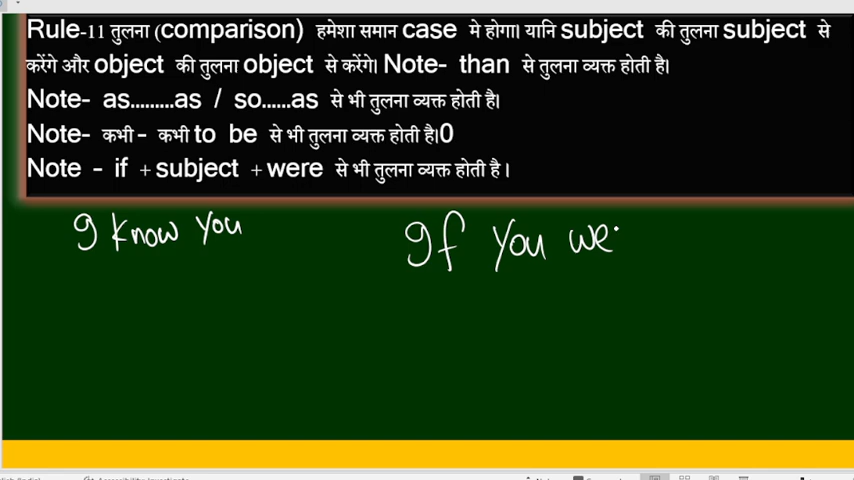 Rule-11 तुलना (comparison) हमेशा समान case मे होगा। यानि subject की तुलना subject से
करेंगे और object की तुलना object से करेंगे। Note- than से तुलना व्यक्त होती है।
Note- as.........as / so......as से भी तुलना व्यक्त होती है।
Note- कभी - कभी to be से भी तुलना व्यक्त होती है।0
Note - if + subject + were से भी तुलना व्यक्त होती है ।
I know you
If you we